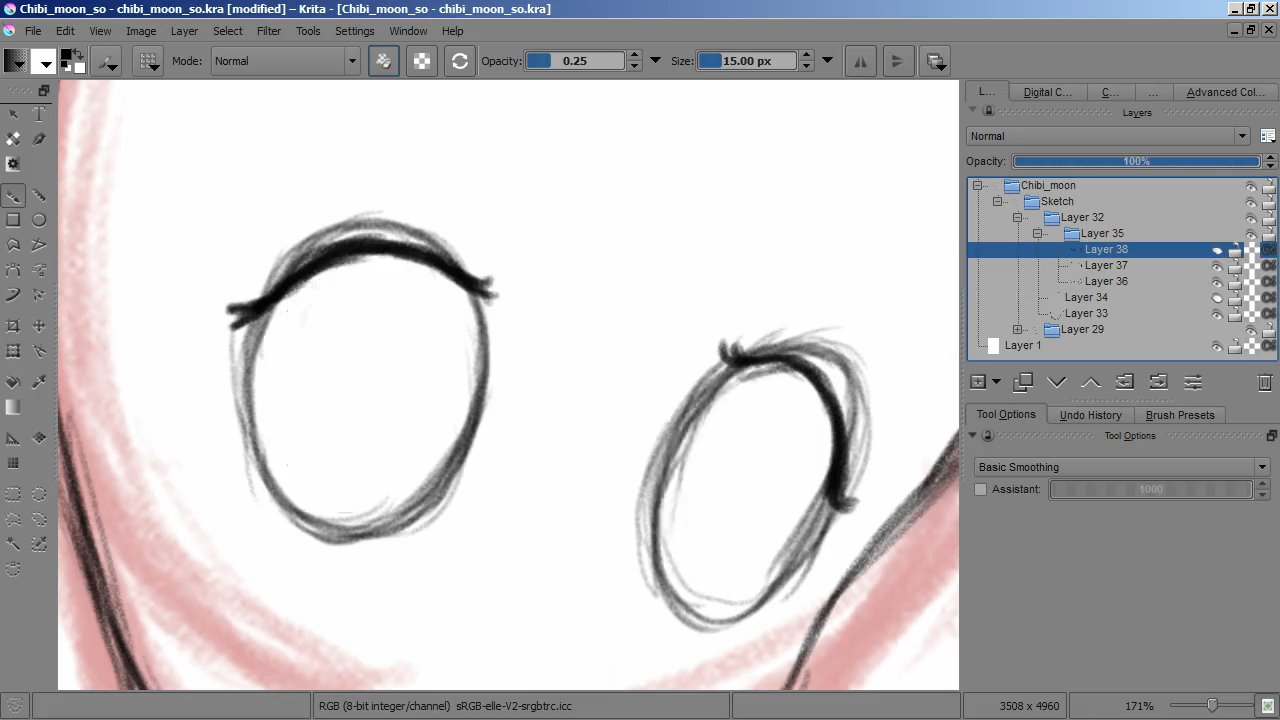 Chibi_moon_so - chibi_moon_so.kra [modified] – Krita - [Chibi_moon_so - chibi_moon_so.kra]
File Edit View Image Layer Select Filter Tools Settings Window Help
Mode: Normal Opacity: 0.25 Size: 15.00 px
L... Digital C... C... ... Advanced Col...
Layers
Normal
Opacity: 100%
Chibi_moon
Sketch
Layer 32
Layer 35
Layer 38
Layer 37
Layer 36
Layer 34
Layer 33
Layer 29
Layer 1
Tool Options Undo History Brush Presets
Tool Options
Basic Smoothing
Assistant: 1000
RGB (8-bit integer/channel) sRGB-elle-V2-srgbtrc.icc 3508 x 4960 171%